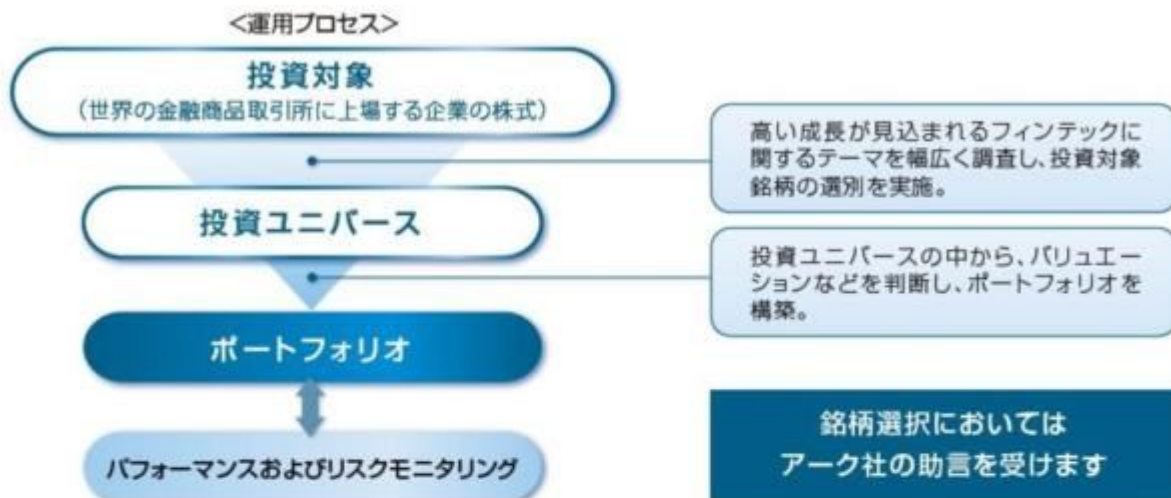 ＜運用プロセス＞
投資対象
（世界の金融商品取引所に上場する企業の株式）
高い成長が見込まれるフィンテックに
関するテーマを幅広く調査し、投資対象
銘柄の選別を実施。
投資ユニバース
投資ユニバースの中から、バリュエー
ションなどを判断し、ポートフォリオを
構築。
ポートフォリオ
銘柄選択においては
アーク社の助言を受けます
パフォーマンスおよびリスクモニタリング